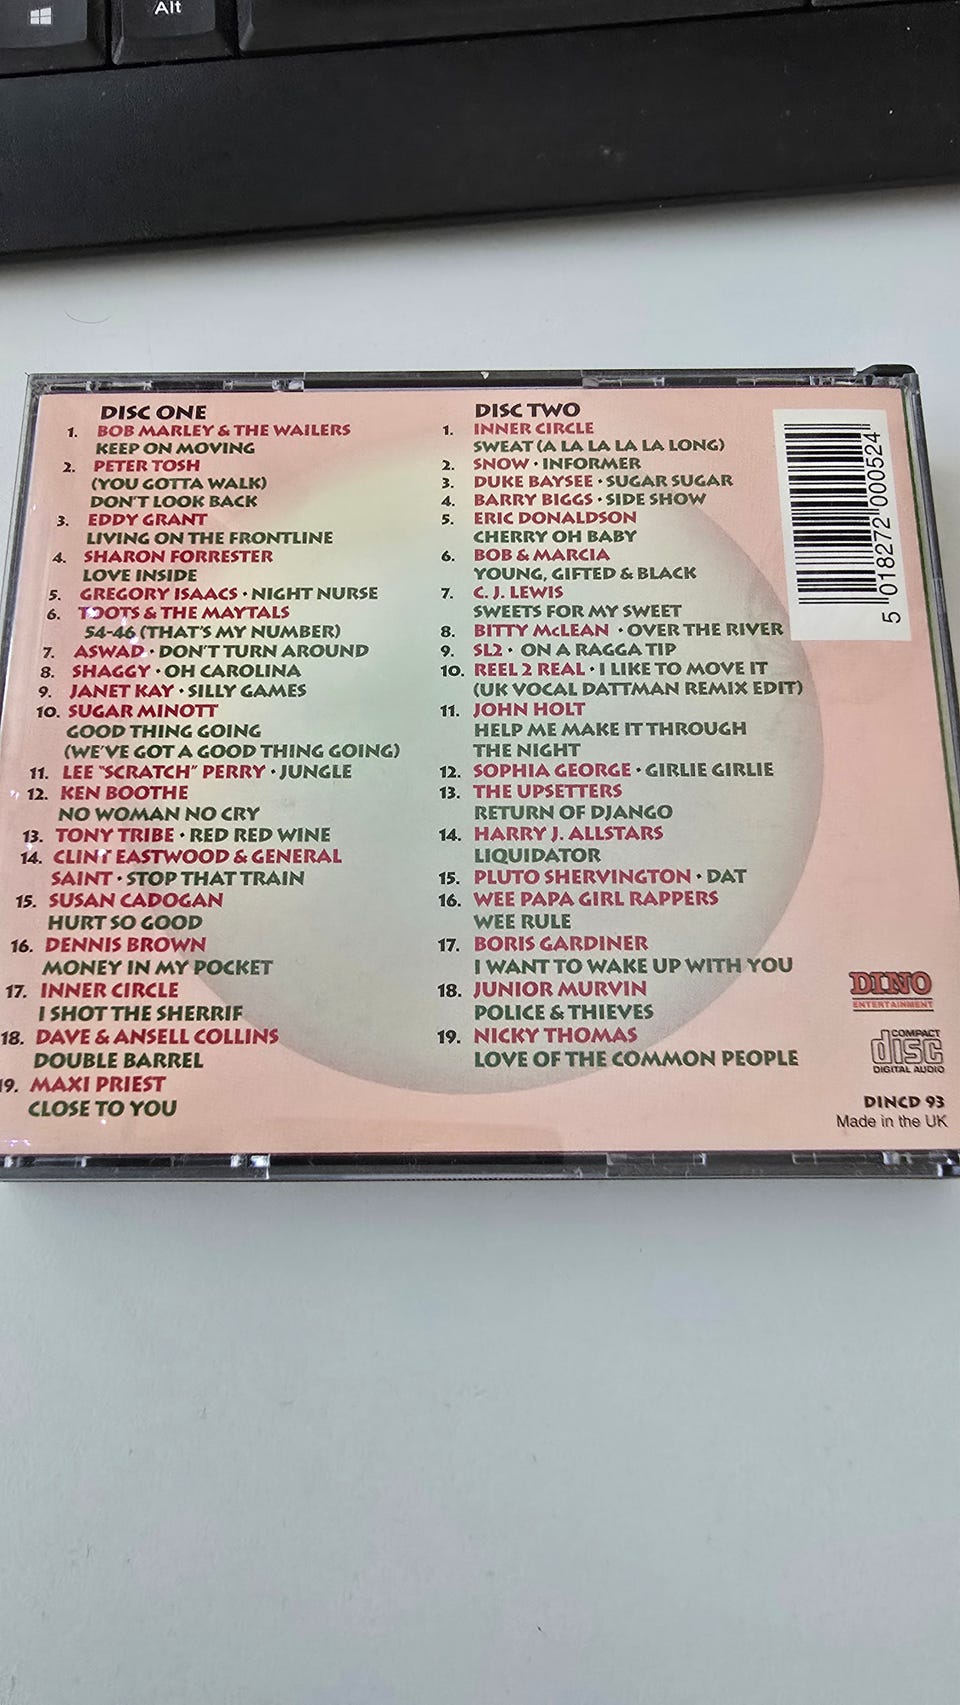 Alt
DISC ONE
1. BOB MARLEY & THE WAILERS
KEEP ON MOVING
2. PETER TOSH
(YOU GOTTA WALK)
DON'T LOOK BACK
3. EDDY GRANT
LIVING ON THE FRONTLINE
4. SHARON FORRESTER
LOVE INSIDE
5. GREGORY ISAACS • NIGHT NURSE
6. TOOTS & THE MAYTALS
54-46 (THAT'S MY NUMBER)
7. ASWAD • DON'T TURN AROUND
8. SHAGGY • OH CAROLINA
9. JANET KAY • SILLY GAMES
10. SUGAR MINOTT
GOOD THING GOING
(WE'VE GOT A GOOD THING GOING)
11. LEE "SCRATCH" PERRY • JUNGLE
12. KEN BOOTHE
NO WOMAN NO CRY
13. TONY TRIBE • RED RED WINE
14. CLINT EASTWOOD & GENERAL
SAINT • STOP THAT TRAIN
15. SUSAN CADOGAN
HURT SO GOOD
16. DENNIS BROWN
MONEY IN MY POCKET
17. INNER CIRCLE
I SHOT THE SHERRIF
18. DAVE & ANSELL COLLINS
DOUBLE BARREL
19. MAXI PRIEST
CLOSE TO YOU
DISC TWO
1. INNER CIRCLE
SWEAT (A LA LA LA LA LONG)
2. SNOW • INFORMER
3. DUKE BAYSEE • SUGAR SUGAR
4. BARRY BIGGS • SIDE SHOW
5. ERIC DONALDSON
CHERRY OH BABY
6. BOB & MARCIA
YOUNG, GIFTED & BLACK
7. C. J. LEWIS
SWEETS FOR MY SWEET
8. BITTY McLEAN • OVER THE RIVER
9. SL2 • ON A RAGGA TIP
10. REEL 2 REAL • I LIKE TO MOVE IT
(UK VOCAL DATTMAN REMIX EDIT)
11. JOHN HOLT
HELP ME MAKE IT THROUGH
THE NIGHT
12. SOPHIA GEORGE • GIRLIE GIRLIE
13. THE UPSETTERS
RETURN OF DJANGO
14. HARRY J. ALLSTARS
LIQUIDATOR
15. PLUTO SHERVINGTON • DAT
16. WEE PAPA GIRL RAPPERS
WEE RULE
17. BORIS GARDINER
I WANT TO WAKE UP WITH YOU
18. JUNIOR MURVIN
POLICE & THIEVES
19. NICKY THOMAS
LOVE OF THE COMMON PEOPLE
5 018272 000524
DINO
ENTERTAINMENT
COMPACT
disc
DIGITAL AUDIO
DINCD 93
Made in the UK